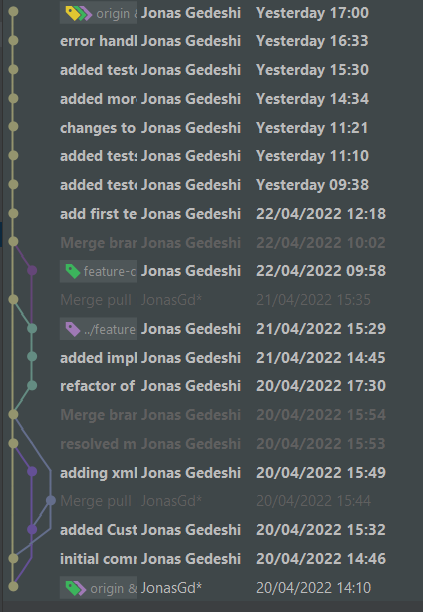 origin & Jonas Gedeshi Yesterday 17:00
error handl Jonas Gedeshi Yesterday 16:33
added teste Jonas Gedeshi Yesterday 15:30
added mor Jonas Gedeshi Yesterday 14:34
changes to Jonas Gedeshi Yesterday 11:21
added tests Jonas Gedeshi Yesterday 11:10
added teste Jonas Gedeshi Yesterday 09:38
add first te Jonas Gedeshi 22/04/2022 12:18
Merge bran Jonas Gedeshi 22/04/2022 10:02
feature-c Jonas Gedeshi 22/04/2022 09:58
Merge pull JonasGd* 21/04/2022 15:35
../feature Jonas Gedeshi 21/04/2022 15:29
added impl Jonas Gedeshi 21/04/2022 14:45
refactor of Jonas Gedeshi 20/04/2022 17:30
Merge bran Jonas Gedeshi 20/04/2022 15:54
resolved m Jonas Gedeshi 20/04/2022 15:53
adding xml Jonas Gedeshi 20/04/2022 15:49
Merge pull JonasGd* 20/04/2022 15:44
added Cust Jonas Gedeshi 20/04/2022 15:32
initial comm Jonas Gedeshi 20/04/2022 14:46
origin & JonasGd* 20/04/2022 14:10